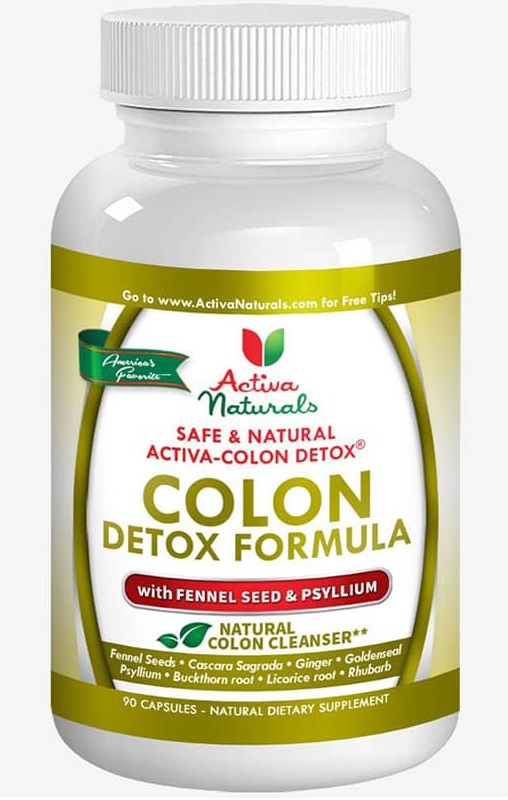 Go to www.ActivaNaturals.com for Free Tips!
America's
Favorite
Activa
Naturals
SAFE & NATURAL
ACTIVA-COLON DETOX®
COLON
DETOX FORMULA
with FENNEL SEED & PSYLLIUM
NATURAL
COLON CLEANSER**
Fennel Seeds • Cascara Sagrada • Ginger • Goldenseal
Psyllium • Buckthorn root • Licorice root • Rhubarb
90 CAPSULES - NATURAL DIETARY SUPPLEMENT